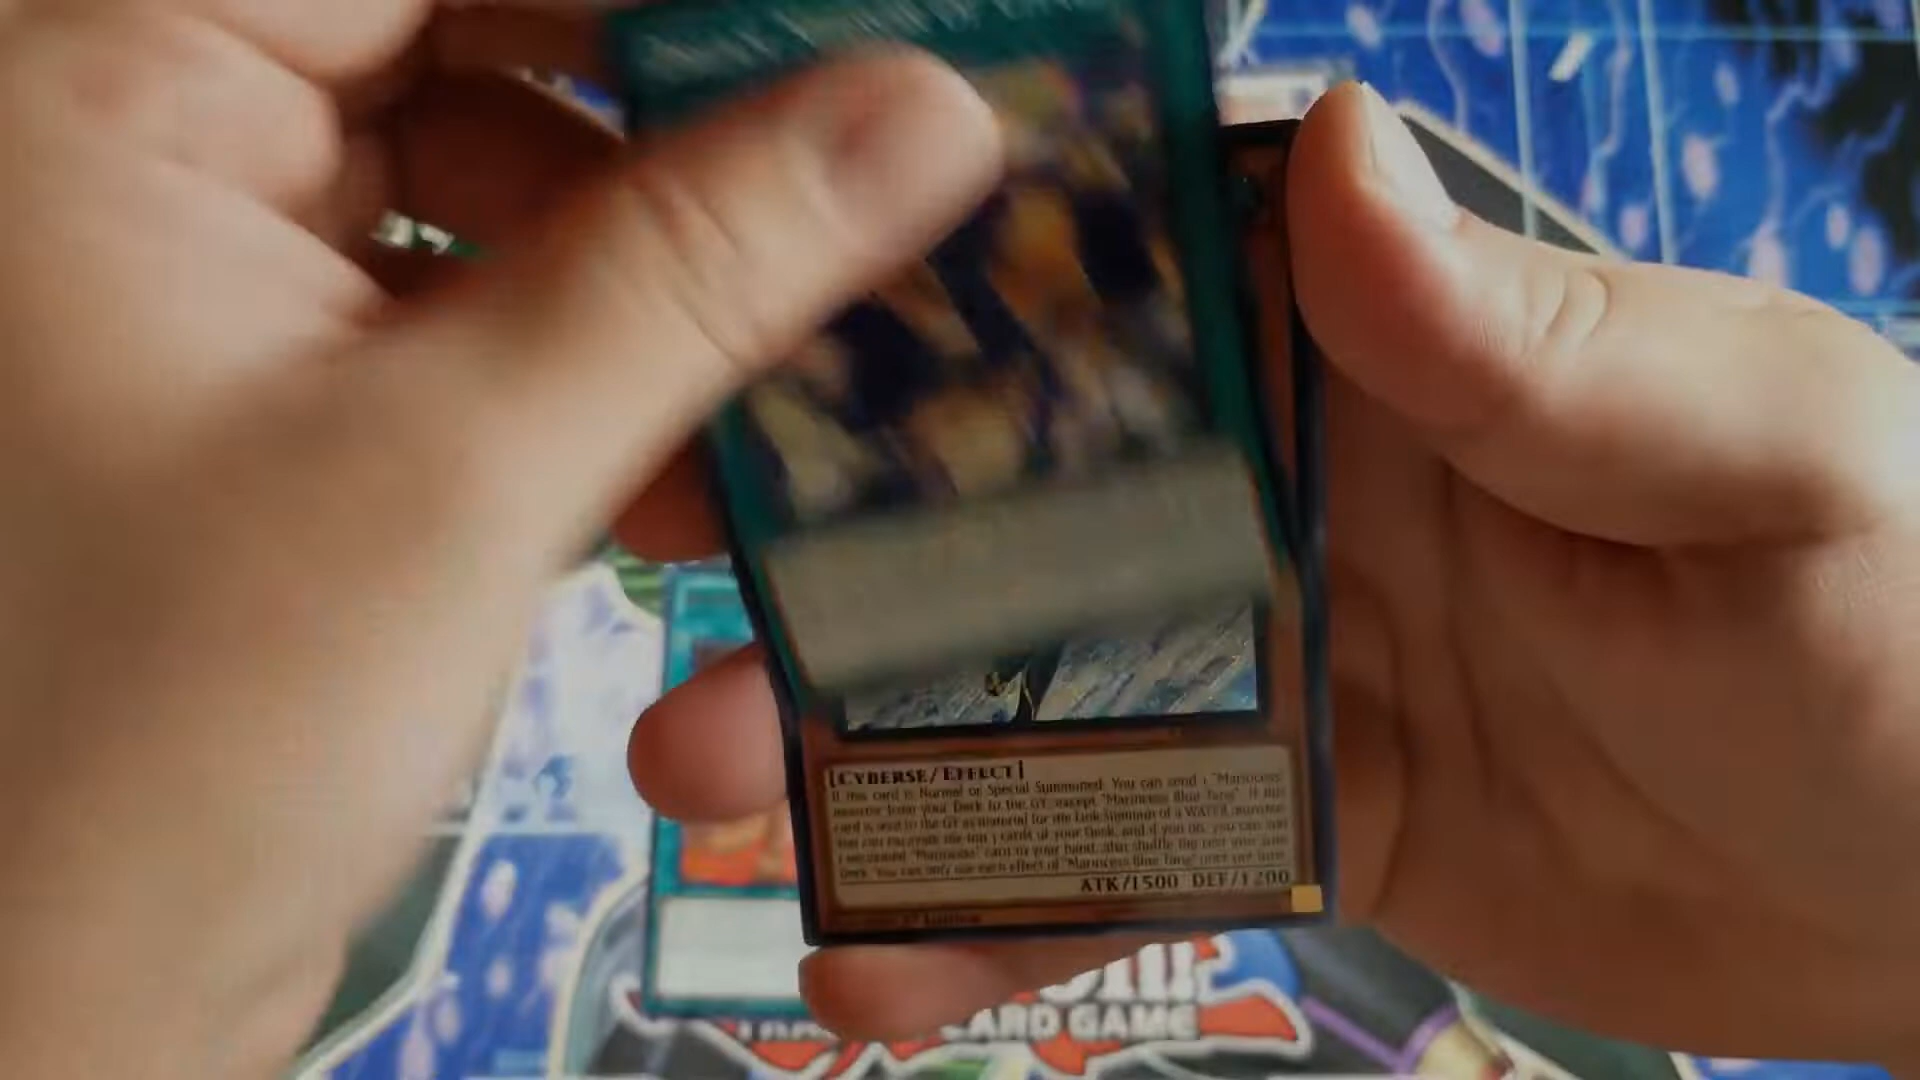 [CYBERSE/EFFECT]
If this card is Normal or Special Summoned: You can send 1 "Marincess"
monster from your Deck to the GY, except "Marincess Blue Tang". If this
card is sent to the GY as material for the Link Summon of a WATER monster:
You can excavate the top 3 cards of your Deck, and if you do, you can add
1 excavated "Marincess" card to your hand, also shuffle the rest into your
Deck. You can only use each effect of "Marincess Blue Tang" once per turn.
ATK/1500 DEF/1200
1st Edition
CARD GAME